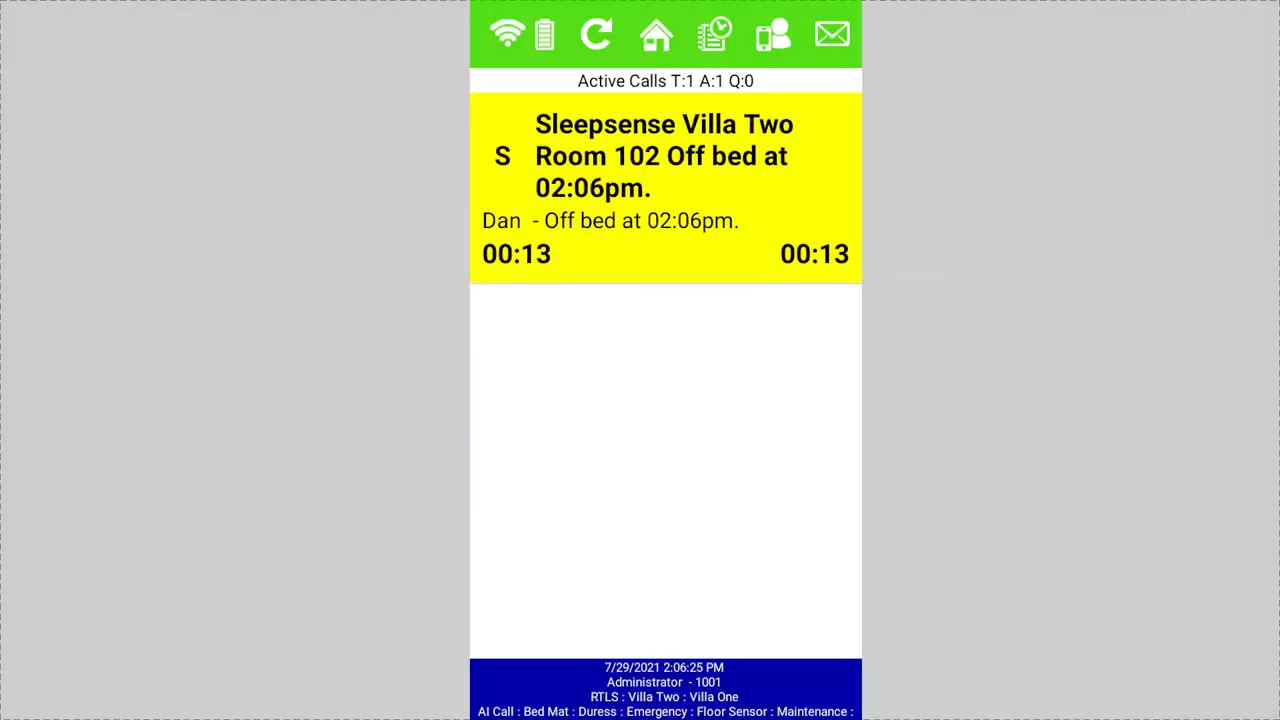 Active Calls T:1 A:1 Q:0
Sleepsense Villa Two
S Room 102 Off bed at
02:06pm.
Dan - Off bed at 02:06pm.
00:13 00:13
7/29/2021 2:06:25 PM
Administrator - 1001
RTLS : Villa Two : Villa One
AI Call : Bed Mat : Duress : Emergency : Floor Sensor : Maintenance :